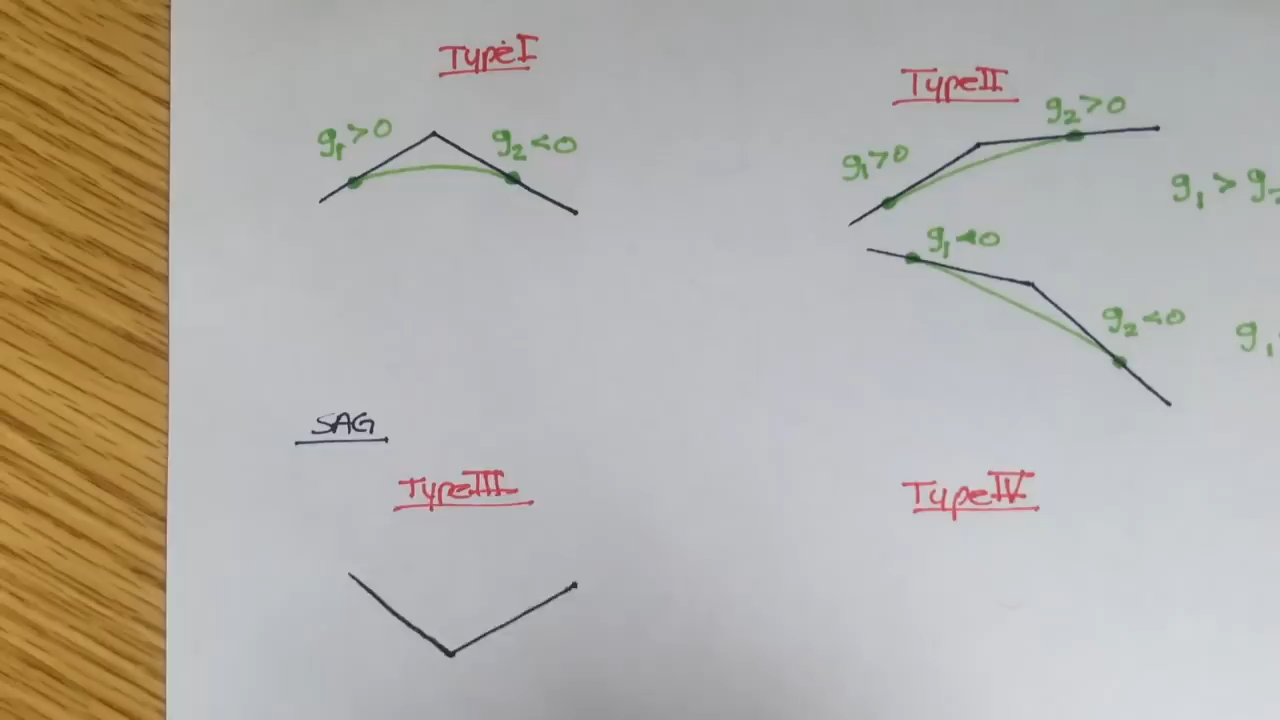 Type I
g₁>0
g₂<0
Type II
g₂>0
g₁>0
g₁ > g₂
g₁<0
g₂<0
g₁
SAG
Type III
Type IV